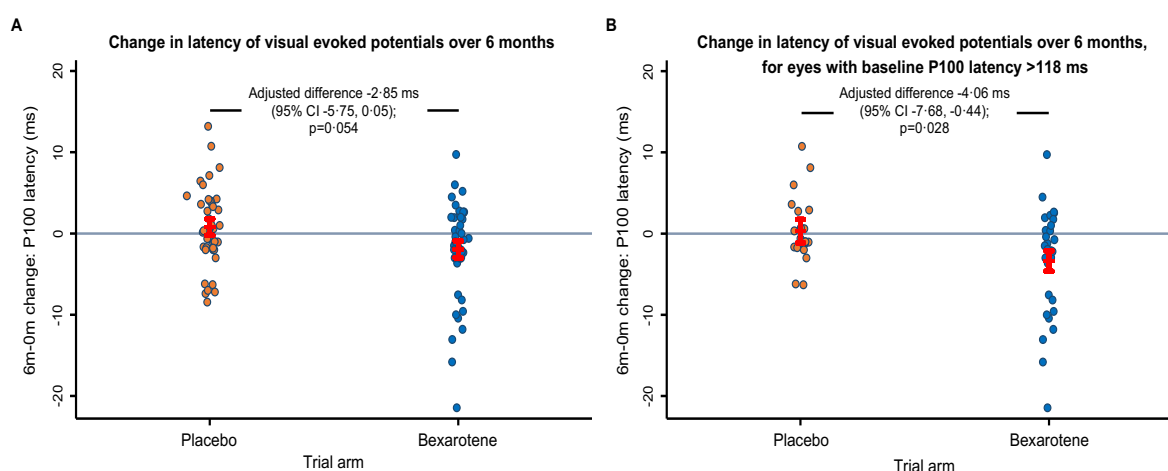 A
Change in latency of visual evoked potentials over 6 months
20
10
0
-10
-20
6m-0m change: P100 latency (ms)
Adjusted difference -2·85 ms
(95% CI -5·75, 0·05);
p=0·054
Placebo
Bexarotene
Trial arm
B
Change in latency of visual evoked potentials over 6 months,
for eyes with baseline P100 latency >118 ms
20
10
0
-10
-20
6m-0m change: P100 latency (ms)
Adjusted difference -4·06 ms
(95% CI -7·68, -0·44);
p=0·028
Placebo
Bexarotene
Trial arm